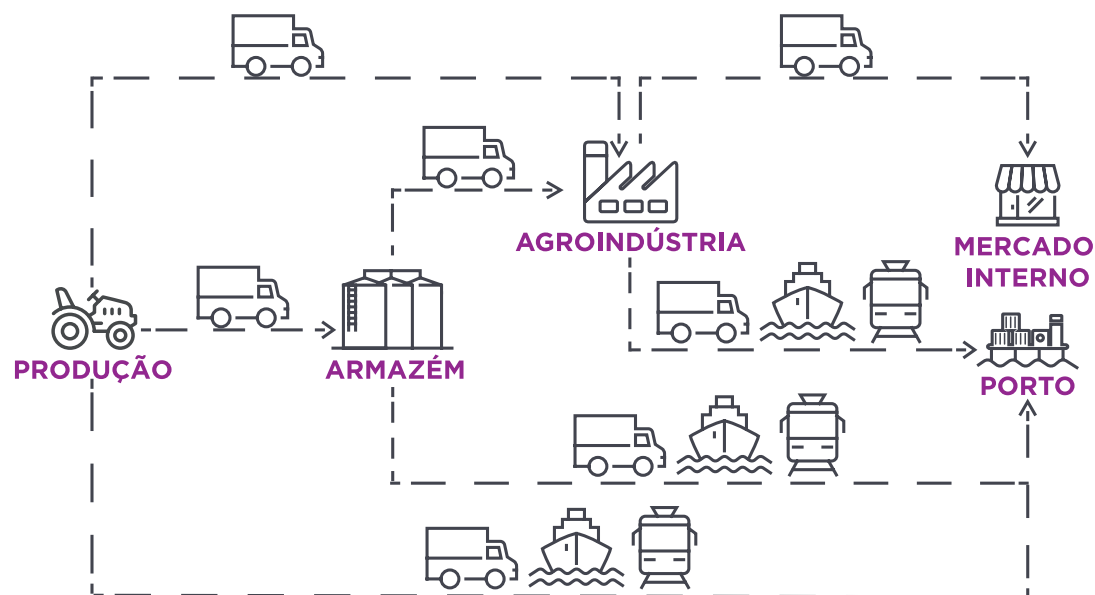 AGROINDÚSTRIA
MERCADO
INTERNO
PRODUÇÃO
ARMAZÉM
PORTO